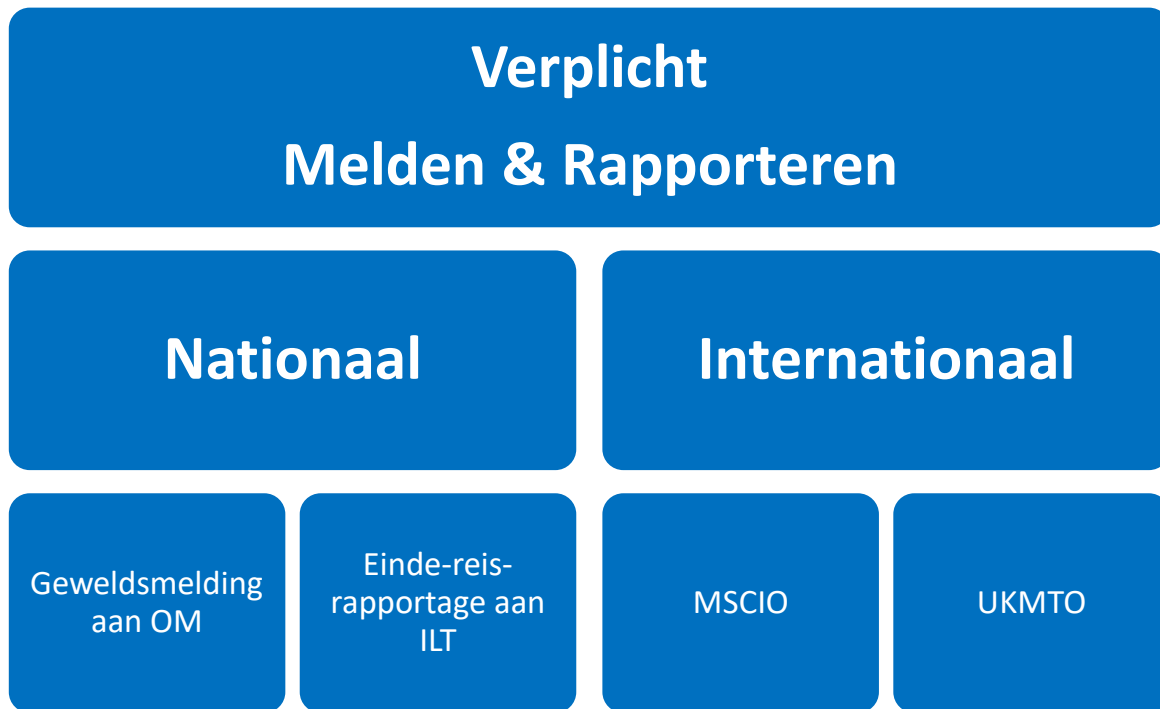 Verplicht
Melden & Rapporteren
Nationaal
Internationaal
Geweldsmelding
aan OM
Einde-reis-
rapportage aan
ILT
MSCIO
UKMTO